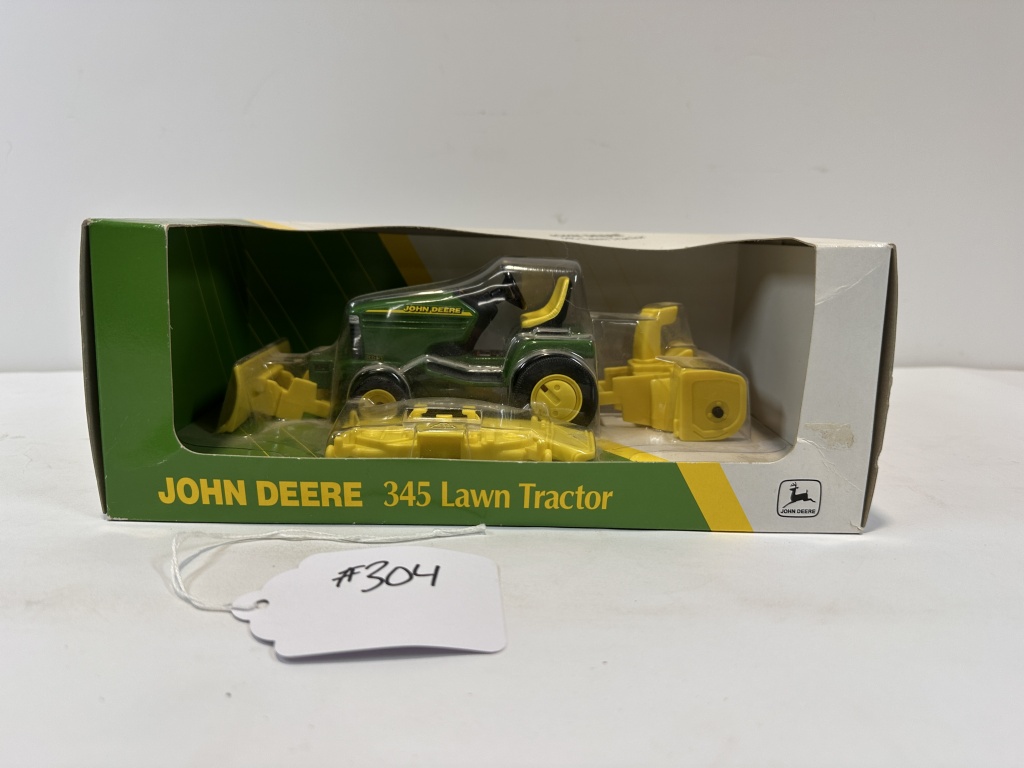 JOHN DEERE
JOHN DEERE 345 Lawn Tractor
JOHN DEERE
#304